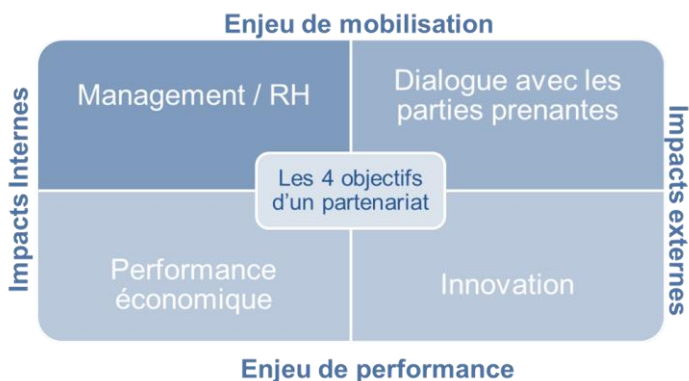 Enjeu de mobilisation
Impacts Internes
Management / RH
Dialogue avec les
parties prenantes
Impacts externes
Les 4 objectifs
d'un partenariat
Performance
économique
Innovation
Enjeu de performance